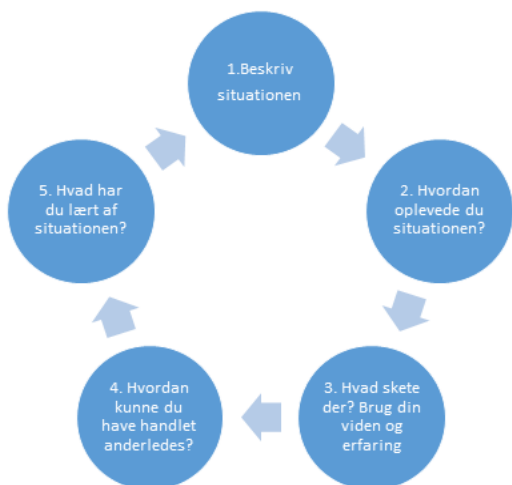 1.Beskriv
situationen
2. Hvordan
oplevede du
situationen?
3. Hvad skete
der? Brug din
viden og
erfaring
4. Hvordan
kunne du
have handlet
anderledes?
5. Hvad har
du lært af
situationen?